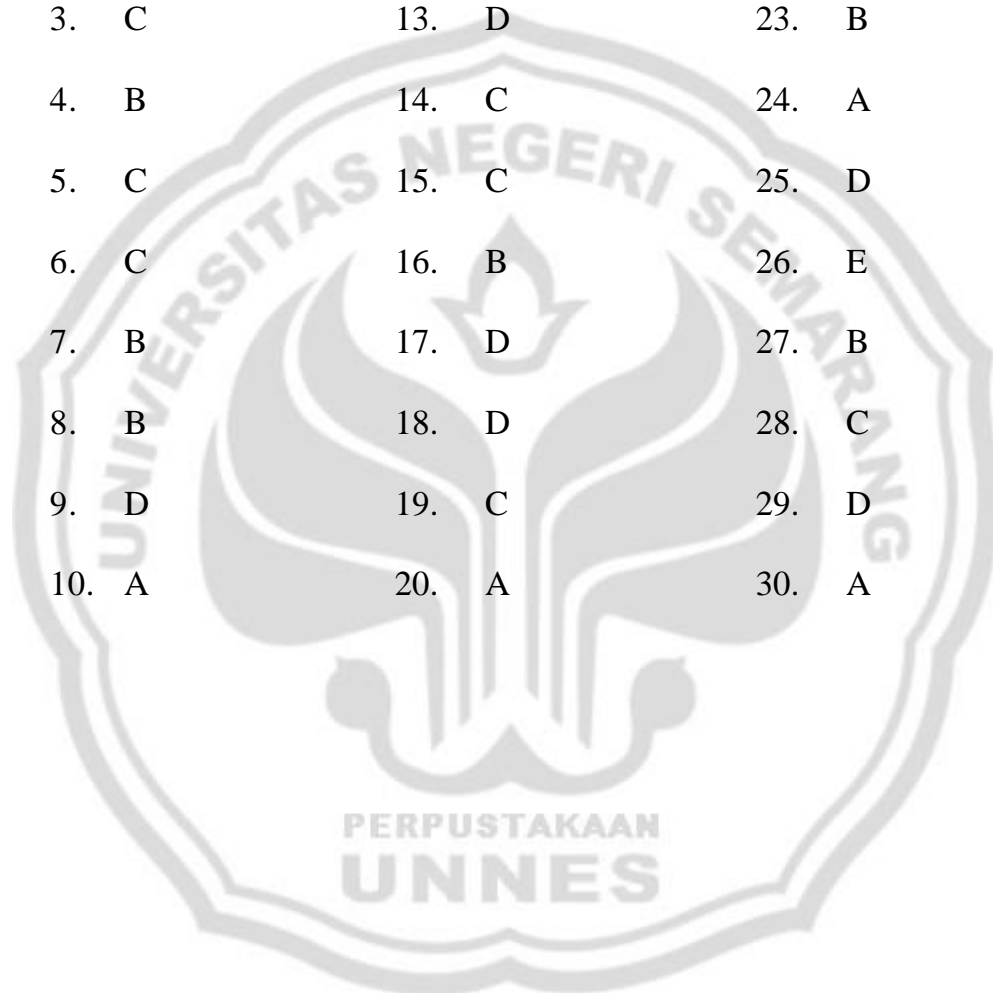 3. C 13. D 23. B
4. B 14. C 24. A
5. C 15. C 25. D
6. C 16. B 26. E
7. B 17. D 27. B
8. B 18. D 28. C
9. D 19. C 29. D
10. A 20. A 30. A
UNIVERSITAS NEGERI SEMARANG
PERPUSTAKAAN
UNNES